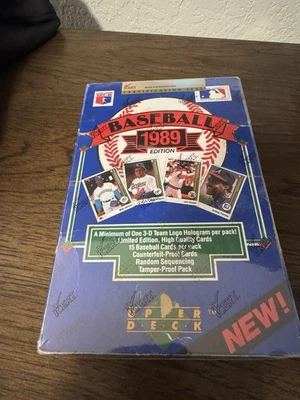 BASEBALL
1989
EDITION
A Minimum of One 3-D Team Logo Hologram per pack!
Limited Edition, High Quality Cards
15 Baseball Cards per pack
Counterfeit-Proof Cards
Random Sequencing
Tamper-Proof Pack
UPPER
DECK
NEW!